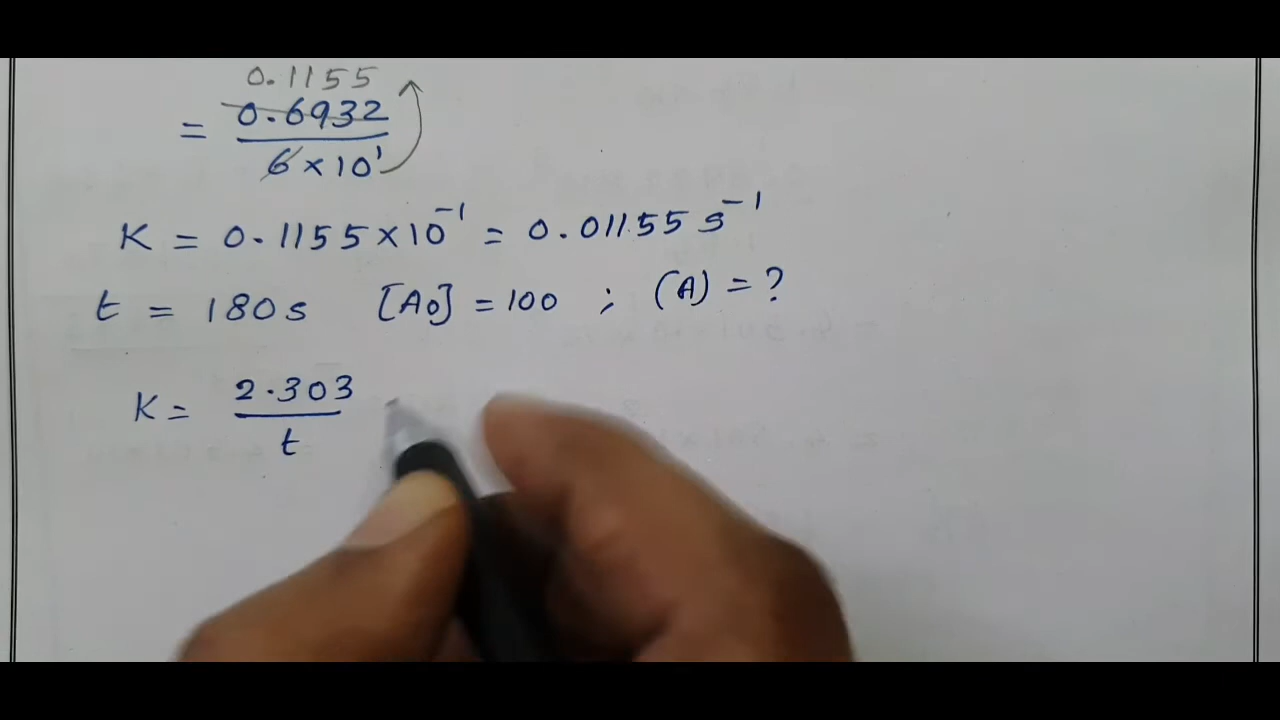 0.1155
= 0.6932 / 6 × 10¹
K = 0.1155 × 10⁻¹ = 0.01155 s⁻¹
t = 180 s [A₀] = 100 ; (A) = ?
K = 2.303 / t